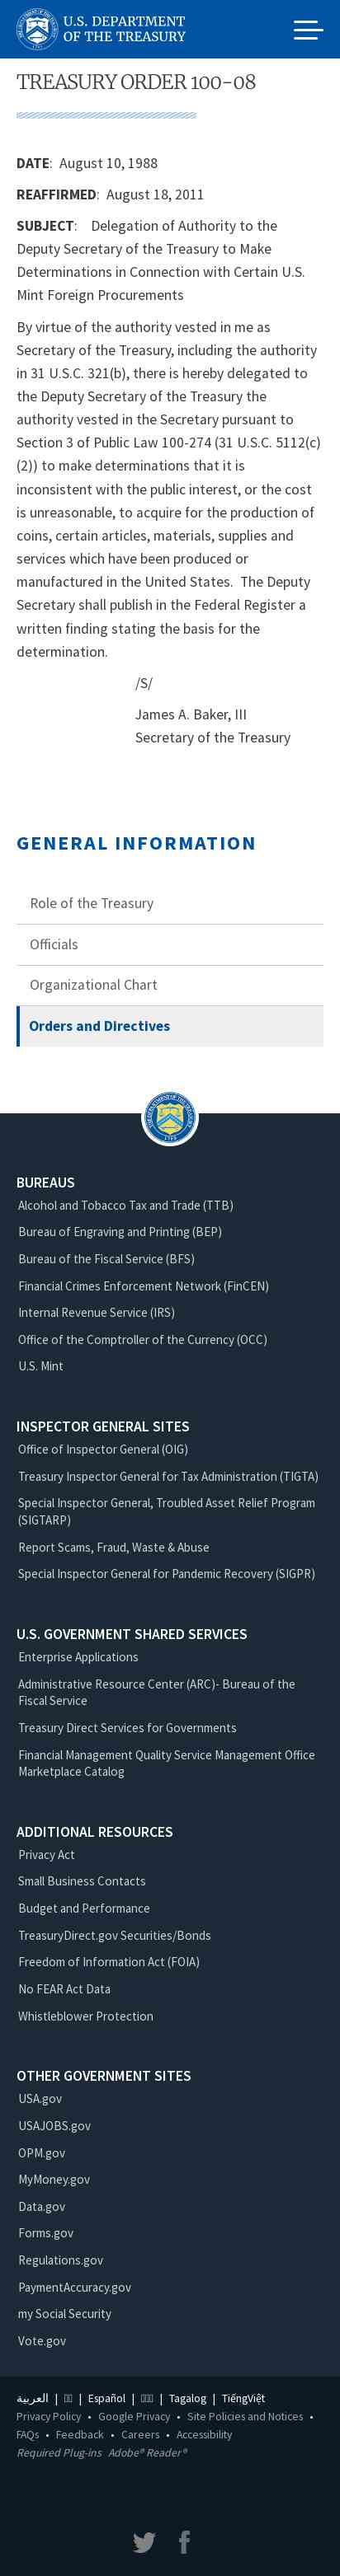 U.S. DEPARTMENT
OF THE TREASURY
TREASURY ORDER 100-08
DATE:  August 10, 1988
REAFFIRMED:  August 18, 2011
SUBJECT:    Delegation of Authority to the
Deputy Secretary of the Treasury to Make
Determinations in Connection with Certain U.S.
Mint Foreign Procurements
By virtue of the authority vested in me as
Secretary of the Treasury, including the authority
in 31 U.S.C. 321(b), there is hereby delegated to
the Deputy Secretary of the Treasury the
authority vested in the Secretary pursuant to
Section 3 of Public Law 100-274 (31 U.S.C. 5112(c)
(2)) to make determinations that it is
inconsistent with the public interest, or the cost
is unreasonable, to acquire for the production of
coins, certain articles, materials, supplies and
services which have been produced or
manufactured in the United States.  The Deputy
Secretary shall publish in the Federal Register a
written finding stating the basis for the
determination.
/S/
James A. Baker, III
Secretary of the Treasury
GENERAL INFORMATION
Role of the Treasury
Officials
Organizational Chart
Orders and Directives
BUREAUS
Alcohol and Tobacco Tax and Trade (TTB)
Bureau of Engraving and Printing (BEP)
Bureau of the Fiscal Service (BFS)
Financial Crimes Enforcement Network (FinCEN)
Internal Revenue Service (IRS)
Office of the Comptroller of the Currency (OCC)
U.S. Mint
INSPECTOR GENERAL SITES
Office of Inspector General (OIG)
Treasury Inspector General for Tax Administration (TIGTA)
Special Inspector General, Troubled Asset Relief Program
(SIGTARP)
Report Scams, Fraud, Waste & Abuse
Special Inspector General for Pandemic Recovery (SIGPR)
U.S. GOVERNMENT SHARED SERVICES
Enterprise Applications
Administrative Resource Center (ARC)- Bureau of the
Fiscal Service
Treasury Direct Services for Governments
Financial Management Quality Service Management Office
Marketplace Catalog
ADDITIONAL RESOURCES
Privacy Act
Small Business Contacts
Budget and Performance
TreasuryDirect.gov Securities/Bonds
Freedom of Information Act (FOIA)
No FEAR Act Data
Whistleblower Protection
OTHER GOVERNMENT SITES
USA.gov
USAJOBS.gov
OPM.gov
MyMoney.gov
Data.gov
Forms.gov
Regulations.gov
PaymentAccuracy.gov
my Social Security
Vote.gov
العربية | | Español | | Tagalog | TiếngViệt
Privacy Policy • Google Privacy • Site Policies and Notices •
FAQs • Feedback • Careers • Accessibility
Required Plug-ins Adobe® Reader®